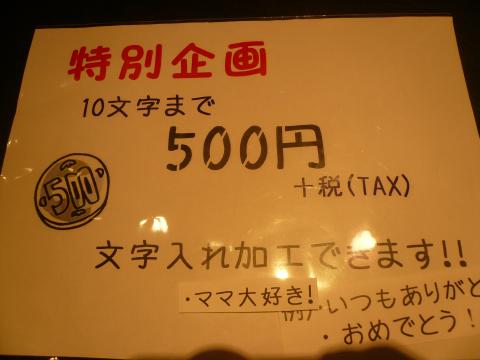 特別企画
10文字まで
500円
500
+税(TAX)
文字入れ加工できます!!
・ママ大好き!
例)・いつもありがと
・おめでとう!